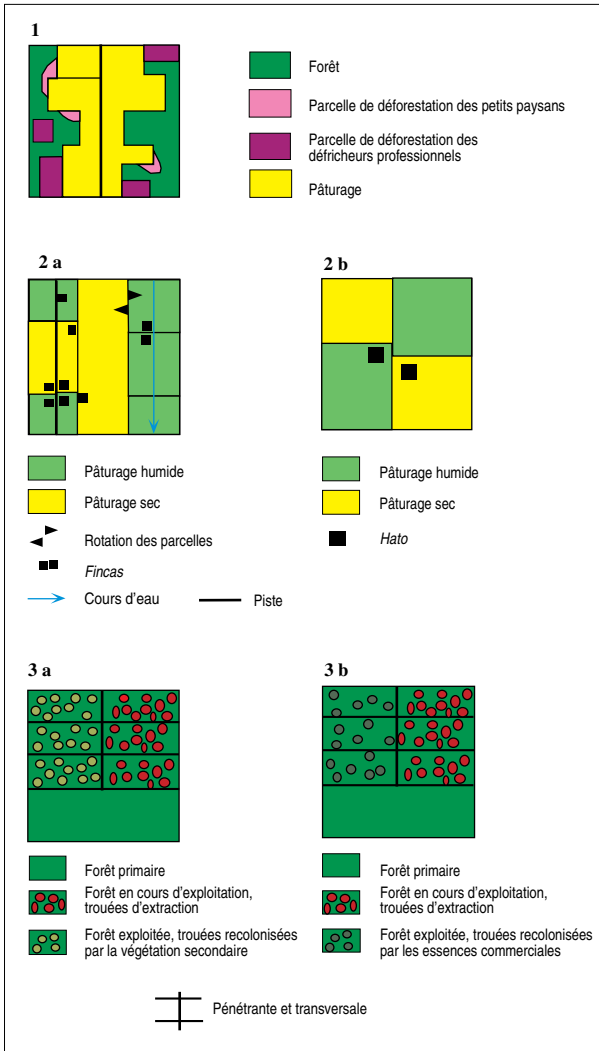 1
Forêt
Parcelle de déforestation des petits paysans
Parcelle de déforestation des
défricheurs professionnels
Pâturage
2 a
2 b
Pâturage humide
Pâturage sec
Rotation des parcelles
Fincas
Cours d'eau
Piste
Pâturage humide
Pâturage sec
Hato
3 a
3 b
Forêt primaire
Forêt en cours d'exploitation,
trouées d'extraction
Forêt exploitée, trouées recolonisées
par la végétation secondaire
Forêt primaire
Forêt en cours d'exploitation,
trouées d'extraction
Forêt exploitée, trouées recolonisées
par les essences commerciales
Pénétrante et transversale